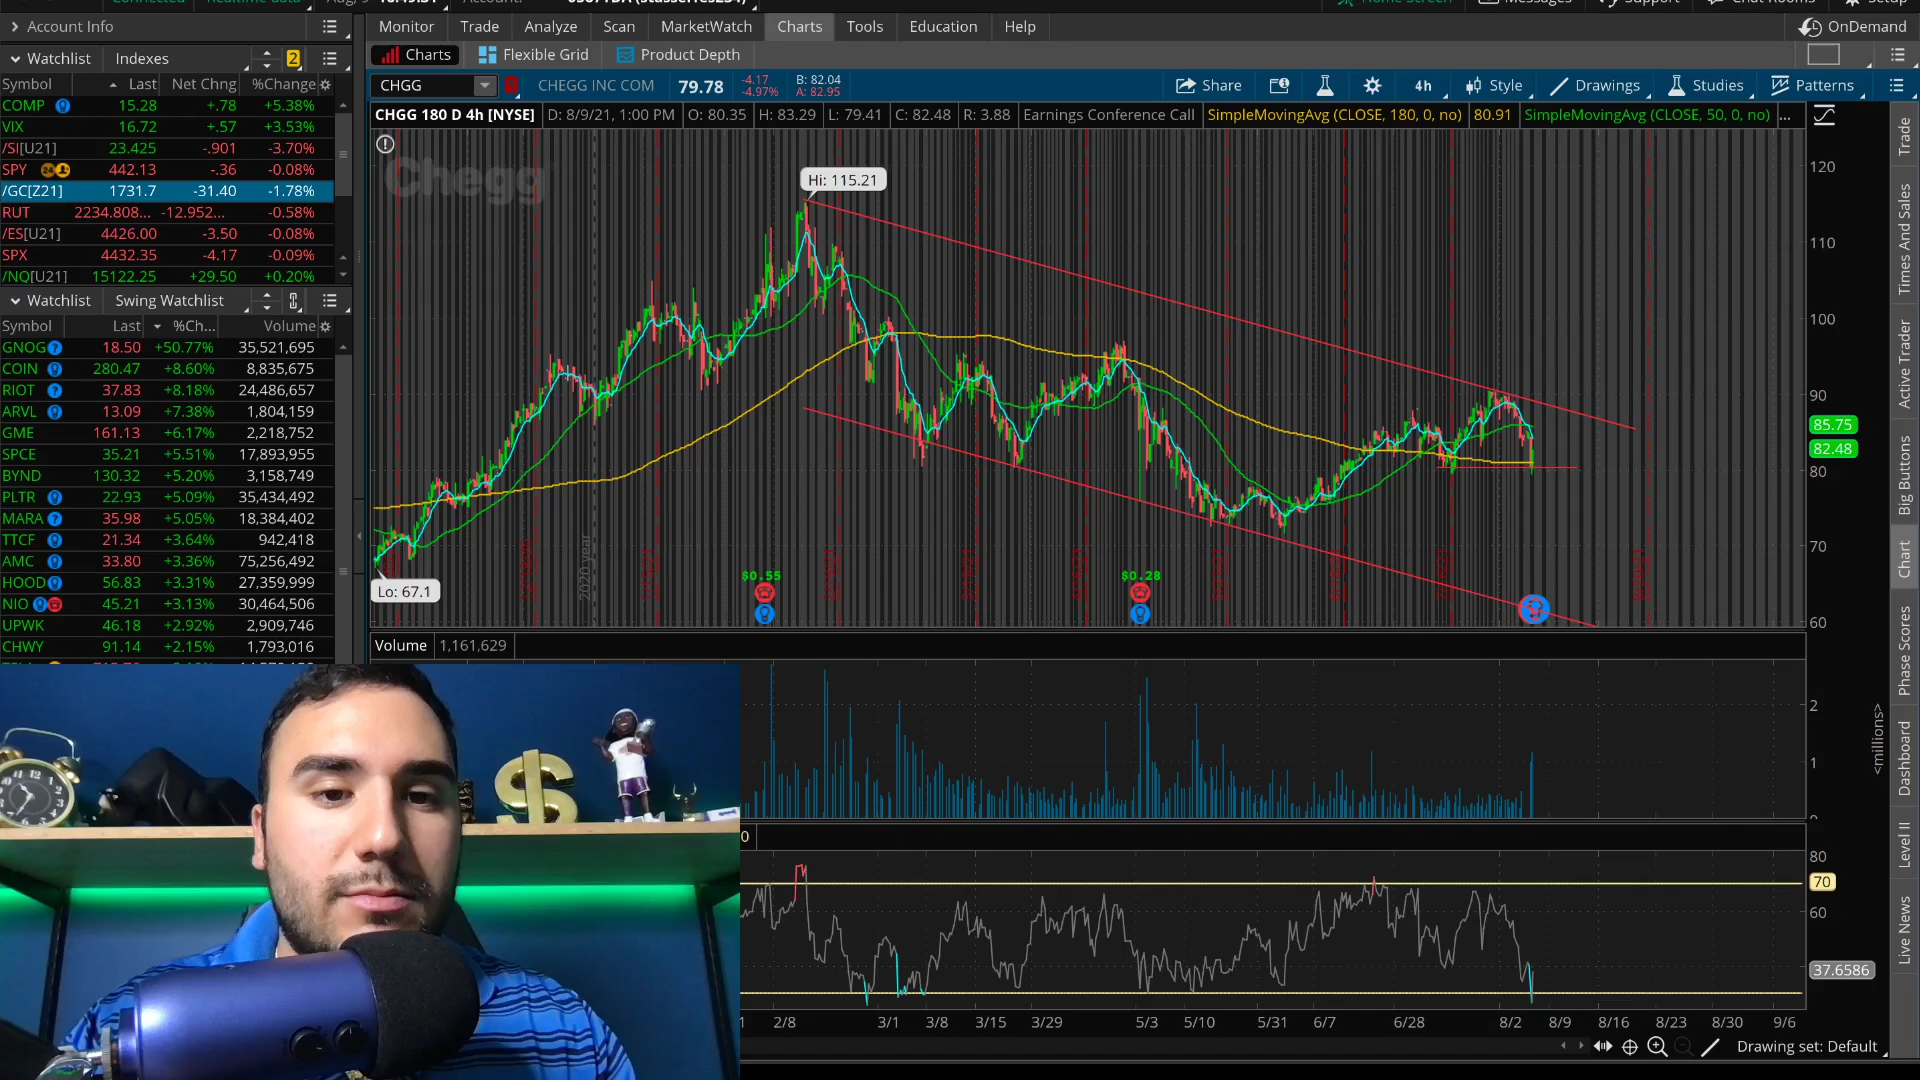 Account Info
Monitor Trade Analyze Scan MarketWatch Charts Tools Education Help OnDemand
Watchlist Indexes 2
Charts Flexible Grid Product Depth
Symbol Last Net Chng %Change
CHGG CHEGG INC COM 79.78 -4.17 -4.97% B: 82.04 A: 82.95 Share 4h Style Drawings Studies Patterns
CHGG 180 D 4h [NYSE] D: 8/9/21, 1:00 PM O: 80.35 H: 83.29 L: 79.41 C: 82.48 R: 3.88 Earnings Conference Call SimpleMovingAvg (CLOSE, 180, 0, no) 80.91 SimpleMovingAvg (CLOSE, 50, 0, no) ...
COMP 15.28 +.78 +5.38%
VIX 16.72 +.57 +3.53%
/SI[U21] 23.425 -.901 -3.70%
SPY 442.13 -.36 -0.08%
/GC[Z21] 1731.7 -31.40 -1.78%
RUT 2234.808... -12.952... -0.58%
/ES[U21] 4426.00 -3.50 -0.08%
SPX 4432.35 -4.17 -0.09%
/NQ[U21] 15122.25 +29.50 +0.20%
Watchlist Swing Watchlist
Symbol Last %Ch... Volume
GNOG 18.50 +50.77% 35,521,695
COIN 280.47 +8.60% 8,835,675
RIOT 37.83 +8.18% 24,486,657
ARVL 13.09 +7.38% 1,804,159
GME 161.13 +6.17% 2,218,752
SPCE 35.21 +5.51% 17,893,955
BYND 130.32 +5.20% 3,158,749
PLTR 22.93 +5.09% 35,434,492
MARA 35.98 +5.05% 18,384,402
TTCF 21.34 +3.64% 942,418
AMC 33.80 +3.36% 75,256,492
HOOD 56.83 +3.31% 27,359,999
NIO 45.21 +3.13% 30,464,506
UPWK 46.18 +2.92% 2,909,746
CHWY 91.14 +2.15% 1,793,016
Chegg
Hi: 115.21
Lo: 67.1
2020 year
$0.55
$0.28
120
110
100
90
85.75
82.48
80
70
60
Volume 1,161,629
2
1
<millions>
0
80
70
60
37.6586
2/8 3/1 3/8 3/15 3/29 5/3 5/10 5/31 6/7 6/28 8/2 8/9 8/16 8/23 8/30 9/6
Drawing set: Default
Trade
Times And Sales
Active Trader
Big Buttons
Chart
Phase Scores
Dashboard
Level II
Live News
$